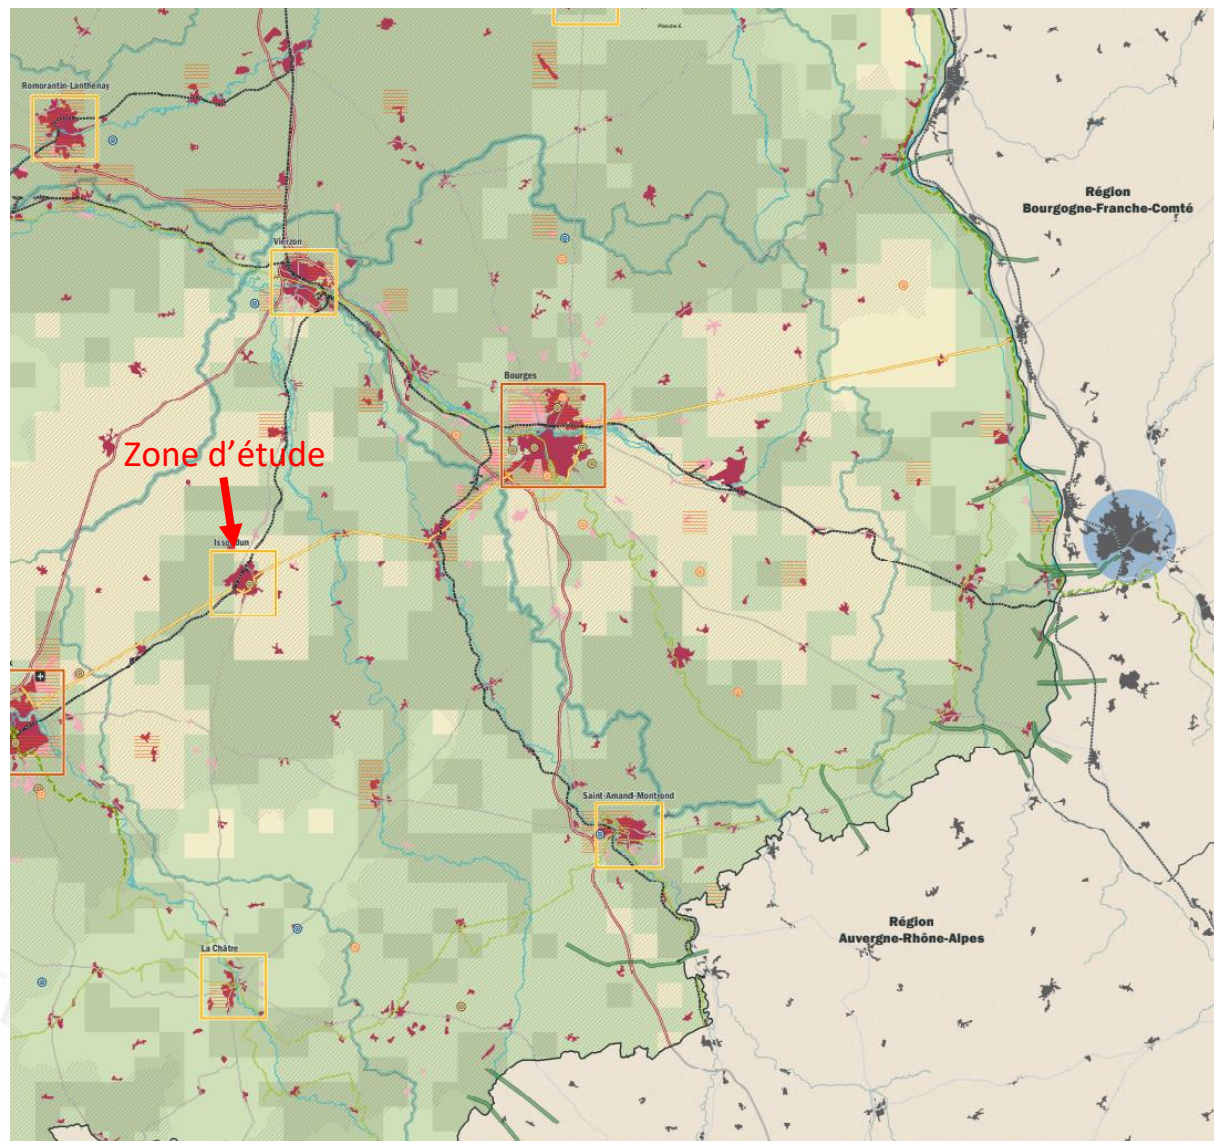 Planche 6
Romorantin-Lanthenay
Région
Bourgogne-Franche-Comté
Vierzon
Bourges
Zone d'étude
Issoudun
Saint-Amand-Montrond
Région
Auvergne-Rhône-Alpes
La Châtre